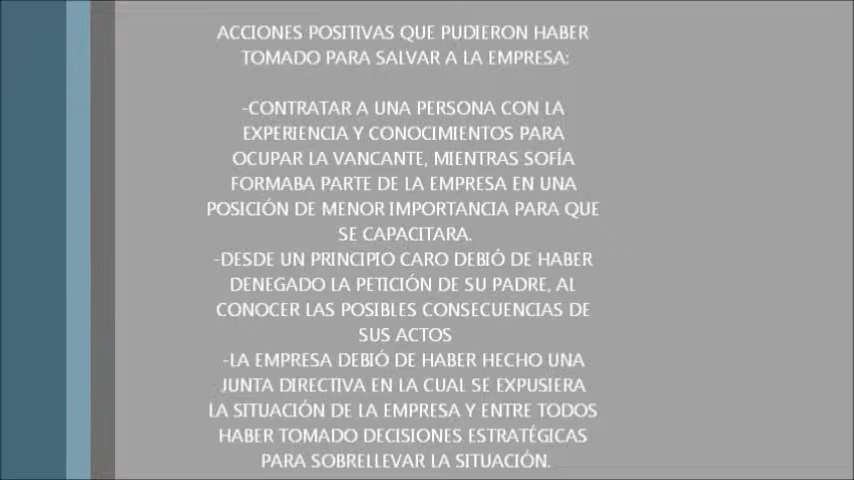 ACCIONES POSITIVAS QUE PUDIERON HABER
TOMADO PARA SALVAR A LA EMPRESA:
-CONTRATAR A UNA PERSONA CON LA
EXPERIENCIA Y CONOCIMIENTOS PARA
OCUPAR LA VANCANTE, MIENTRAS SOFÍA
FORMABA PARTE DE LA EMPRESA EN UNA
POSICIÓN DE MENOR IMPORTANCIA PARA QUE
SE CAPACITARA.
-DESDE UN PRINCIPIO CARO DEBIÓ DE HABER
DENEGADO LA PETICIÓN DE SU PADRE, AL
CONOCER LAS POSIBLES CONSECUENCIAS DE
SUS ACTOS
-LA EMPRESA DEBIÓ DE HABER HECHO UNA
JUNTA DIRECTIVA EN LA CUAL SE EXPUSIERA
LA SITUACIÓN DE LA EMPRESA Y ENTRE TODOS
HABER TOMADO DECISIONES ESTRATÉGICAS
PARA SOBRELLEVAR LA SITUACIÓN.